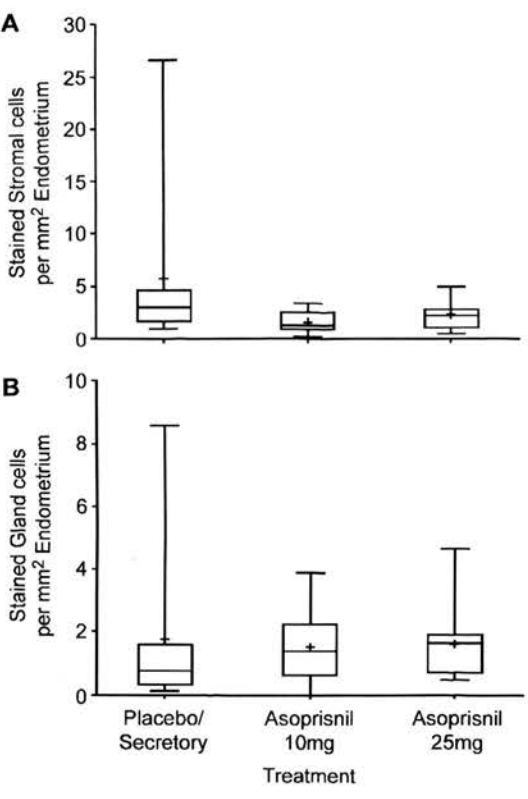 A
Stained Stromal cells
per mm² Endometrium
30
25
20
15
10
5
0
B
Stained Gland cells
per mm² Endometrium
10
8
6
4
2
0
Placebo/
Secretory
Asoprisnil
10mg
Asoprisnil
25mg
Treatment